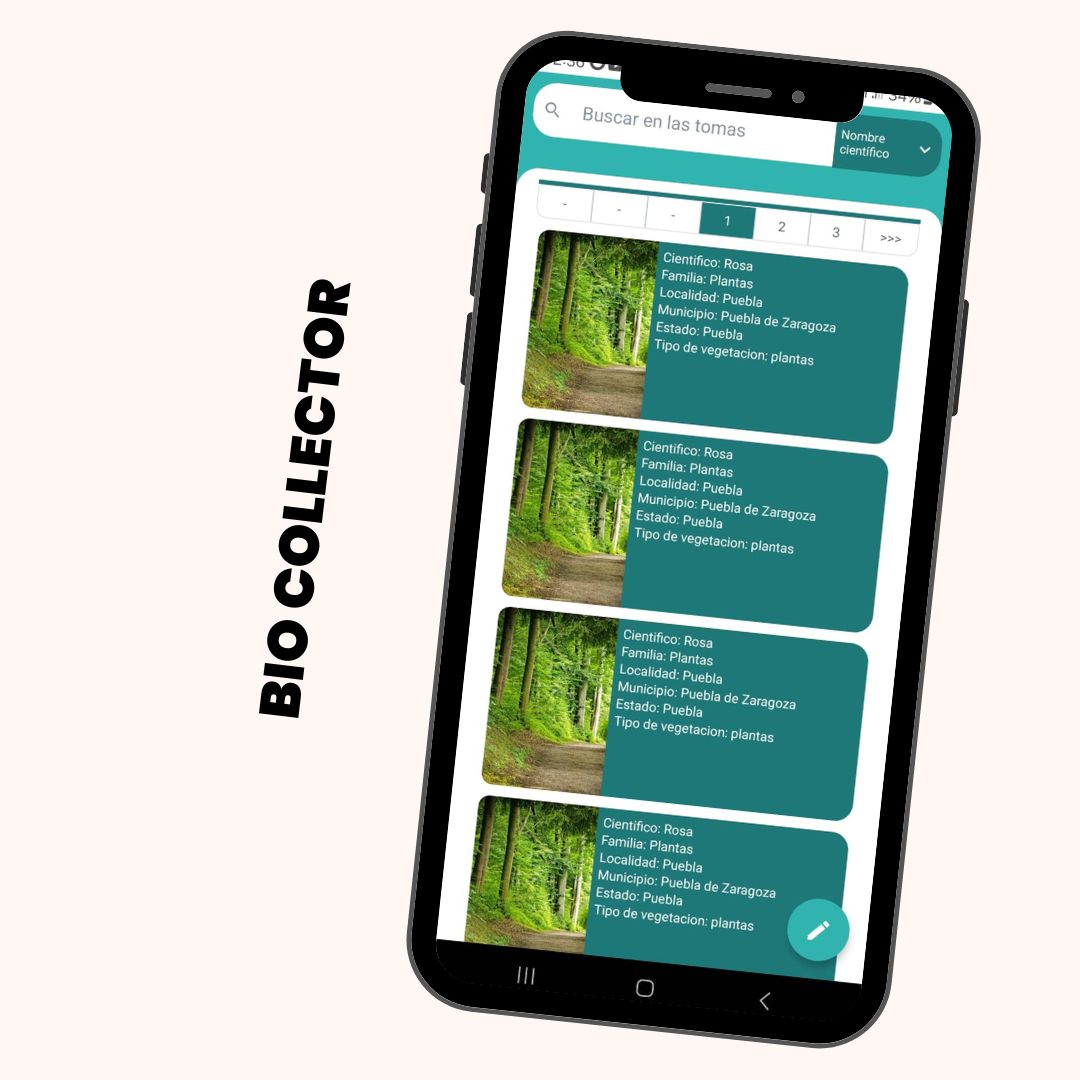 BIO COLLECTOR
34%
Buscar en las tomas
Nombre
científico
- - - 1 2 3 >>>
Cientifico: Rosa
Familia: Plantas
Localidad: Puebla
Municipio: Puebla de Zaragoza
Estado: Puebla
Tipo de vegetacion: plantas
Cientifico: Rosa
Familia: Plantas
Localidad: Puebla
Municipio: Puebla de Zaragoza
Estado: Puebla
Tipo de vegetacion: plantas
Cientifico: Rosa
Familia: Plantas
Localidad: Puebla
Municipio: Puebla de Zaragoza
Estado: Puebla
Tipo de vegetacion: plantas
Cientifico: Rosa
Familia: Plantas
Localidad: Puebla
Municipio: Puebla de Zaragoza
Estado: Puebla
Tipo de vegetacion: plantas